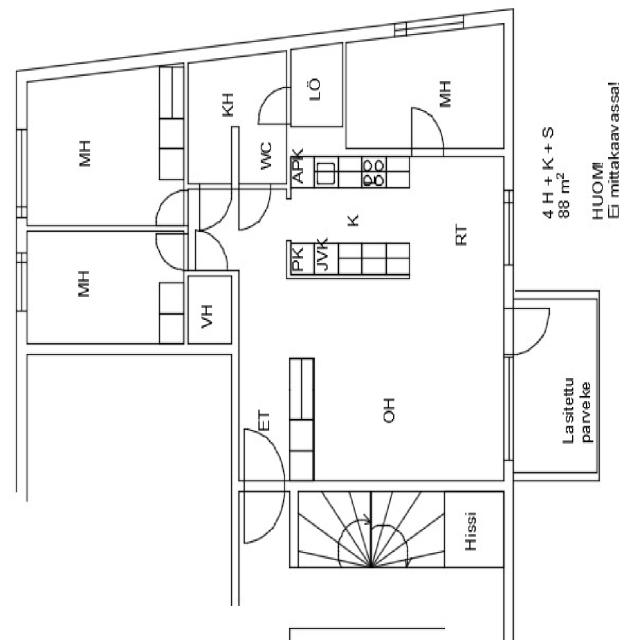 MH
KH
LÖ
MH
WC
APK
K
RT
MH
VH
PK
JVK
ET
OH
Hissi
Lasitettu
parveke
4 H + K + S
88 m²
HUOM!
Ei mittakaavassa!